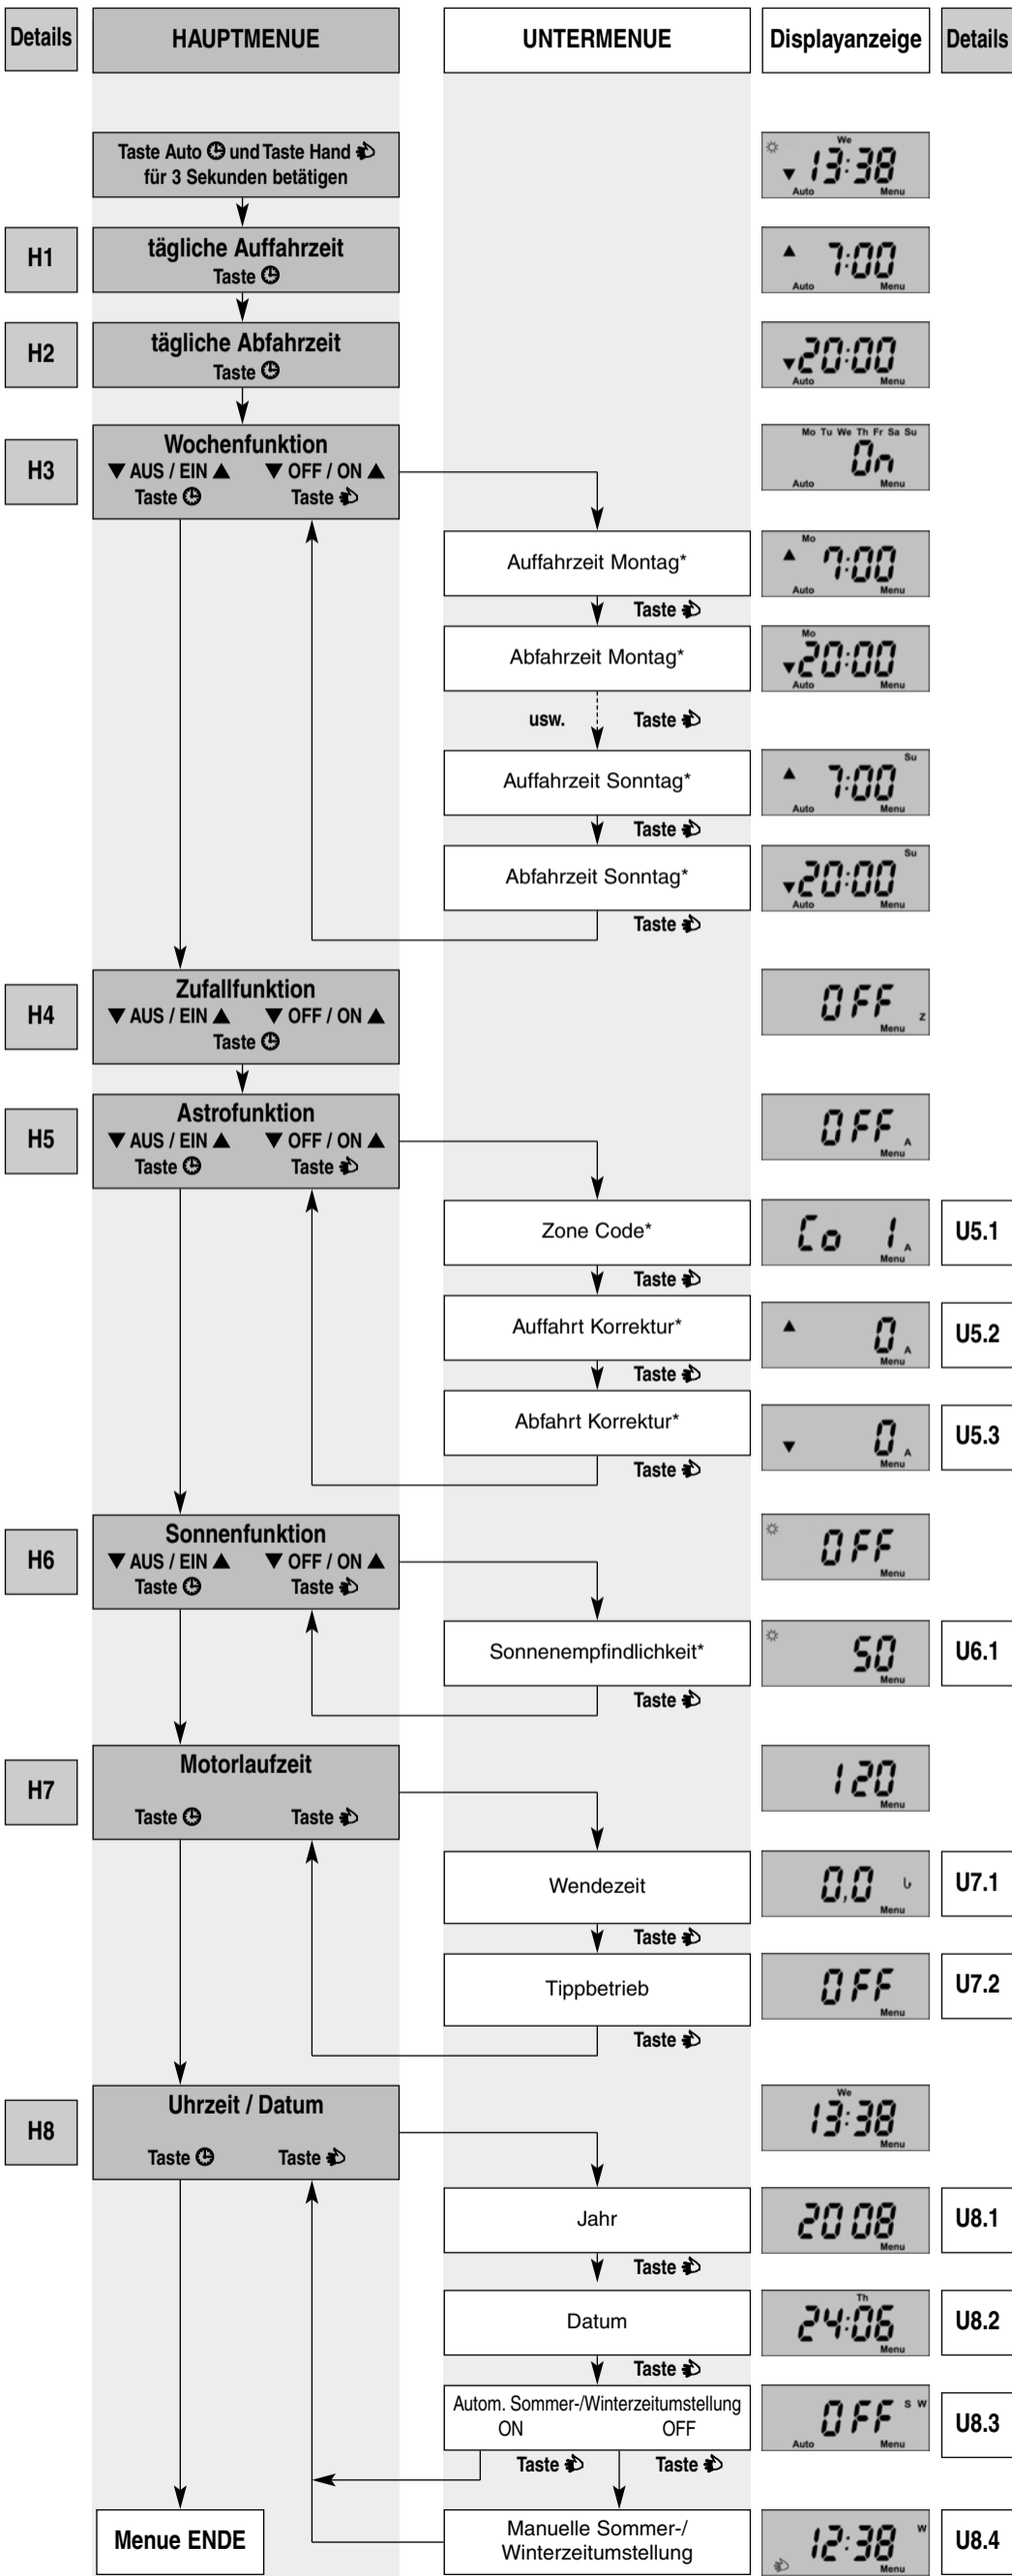 Details HAUPTMENUE UNTERMENUE Displayanzeige Details
Taste Auto und Taste Hand
für 3 Sekunden betätigen
We
13:38
Auto Menu
H1
tägliche Auffahrzeit
Taste
7:00
Auto Menu
H2
tägliche Abfahrzeit
Taste
20:00
Auto Menu
H3
Wochenfunktion
▼ AUS / EIN ▲ ▼ OFF / ON ▲
Taste Taste
Mo Tu We Th Fr Sa Su
On
Auto Menu
Auffahrzeit Montag*
Mo
7:00
Auto Menu
Taste
Abfahrzeit Montag*
Mo
20:00
Auto Menu
usw. Taste
Auffahrzeit Sonntag*
Su
7:00
Auto Menu
Taste
Abfahrzeit Sonntag*
Su
20:00
Auto Menu
Taste
H4
Zufallfunktion
▼ AUS / EIN ▲ ▼ OFF / ON ▲
Taste
OFF
Menu Z
H5
Astrofunktion
▼ AUS / EIN ▲ ▼ OFF / ON ▲
Taste Taste
OFF A
Menu
Zone Code*
Co 1 A
Menu
U5.1
Taste
Auffahrt Korrektur*
0 A
Menu
U5.2
Taste
Abfahrt Korrektur*
0 A
Menu
U5.3
Taste
H6
Sonnenfunktion
▼ AUS / EIN ▲ ▼ OFF / ON ▲
Taste Taste
OFF
Menu
Sonnenempfindlichkeit*
50
Menu
U6.1
Taste
H7
Motorlaufzeit
Taste Taste
120
Menu
Wendezeit
0,0
Menu
U7.1
Taste
Tippbetrieb
OFF
Menu
U7.2
Taste
H8
Uhrzeit / Datum
Taste Taste
We
13:38
Menu
Jahr
2008
Menu
U8.1
Taste
Datum
Th
24:06
Menu
U8.2
Taste
Autom. Sommer-/Winterzeitumstellung
ON OFF
OFF S W
Auto Menu
U8.3
Taste Taste
Menue ENDE
Manuelle Sommer-/
Winterzeitumstellung
12:38 W
Menu
U8.4